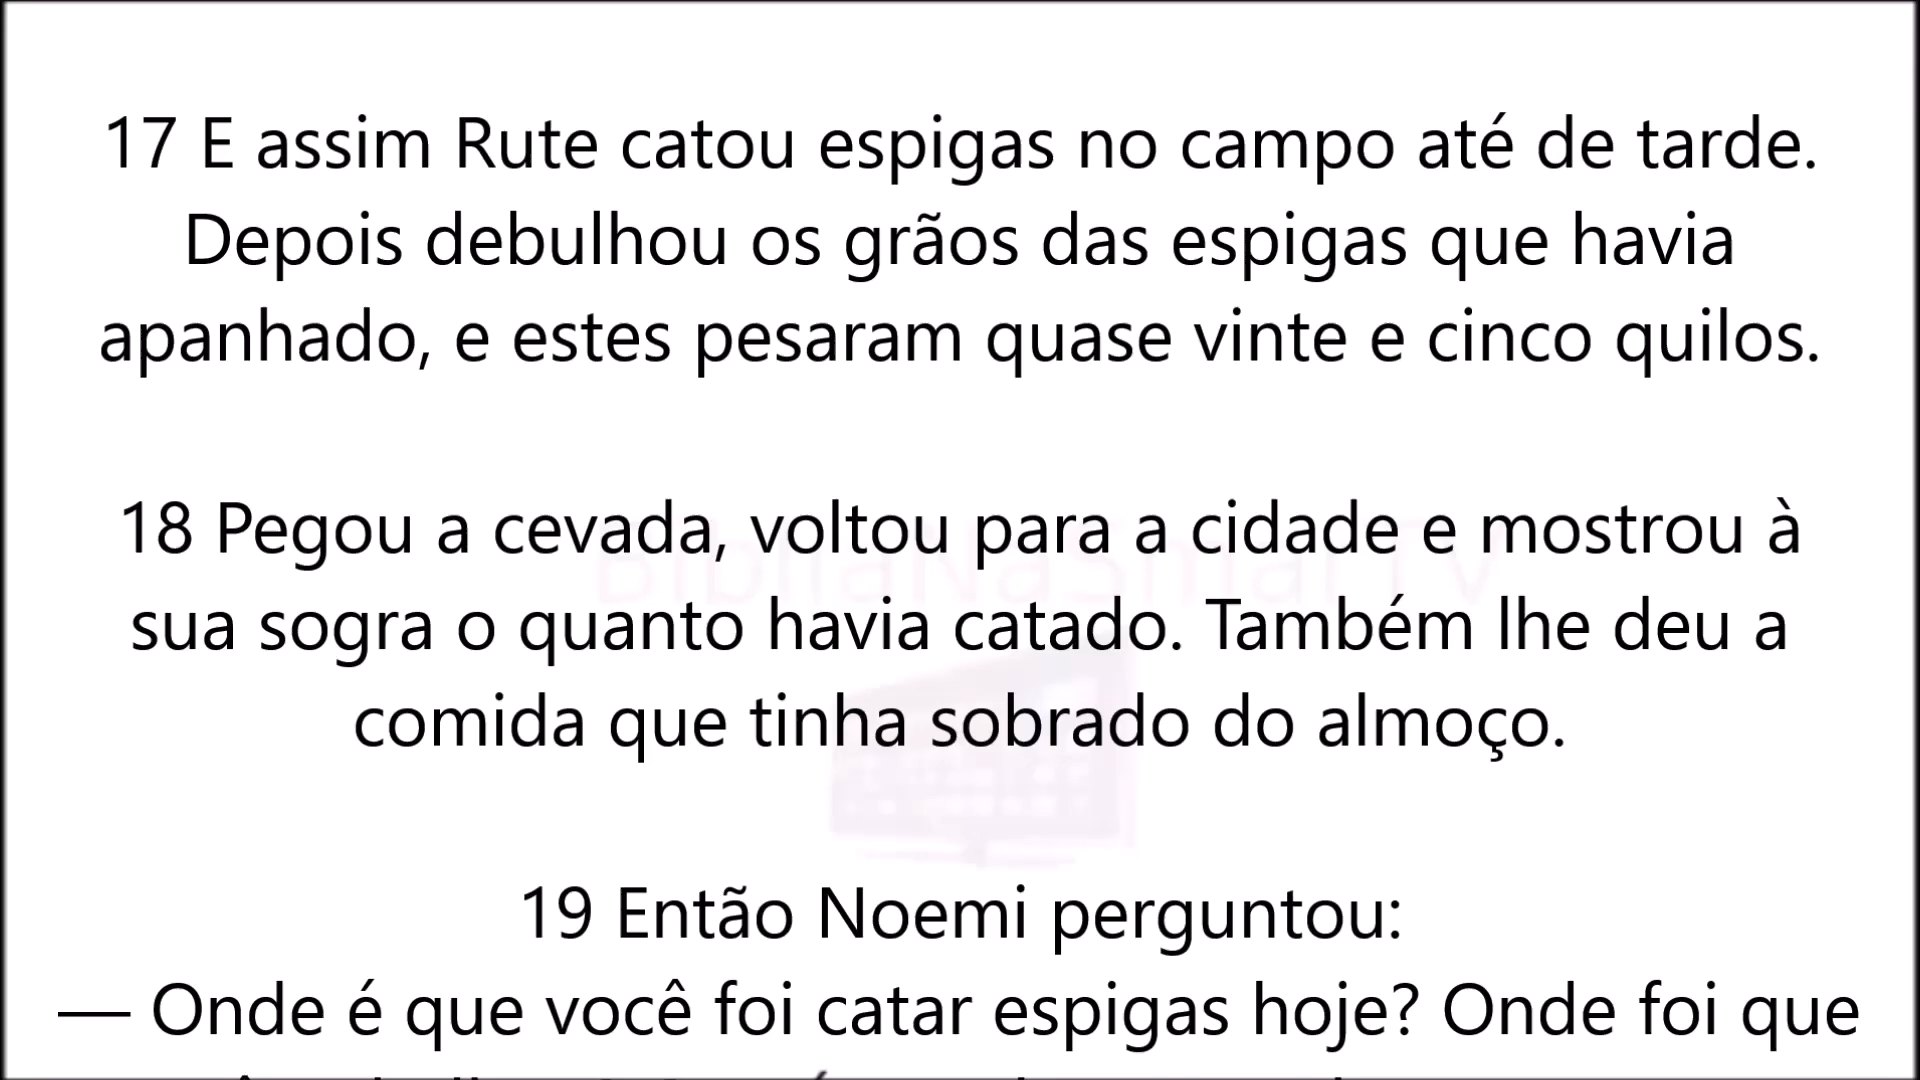 17 E assim Rute catou espigas no campo até de tarde.
Depois debulhou os grãos das espigas que havia
apanhado, e estes pesaram quase vinte e cinco quilos.
18 Pegou a cevada, voltou para a cidade e mostrou à
BibliaNaSmarTv
sua sogra o quanto havia catado. Também lhe deu a
comida que tinha sobrado do almoço.
19 Então Noemi perguntou:
— Onde é que você foi catar espigas hoje? Onde foi que